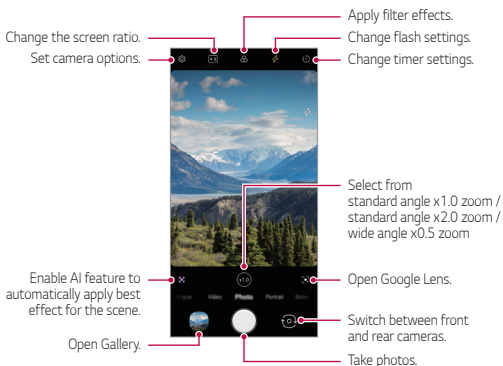 Apply filter effects.
Change the screen ratio.
Change flash settings.
Set camera options.
Change timer settings.
Select from
standard angle x1.0 zoom /
standard angle x2.0 zoom /
wide angle x0.5 zoom
Enable AI feature to
automatically apply best
effect for the scene.
Open Google Lens.
x1.0
Video Photo Portrait
Switch between front
and rear cameras.
Open Gallery.
Take photos.